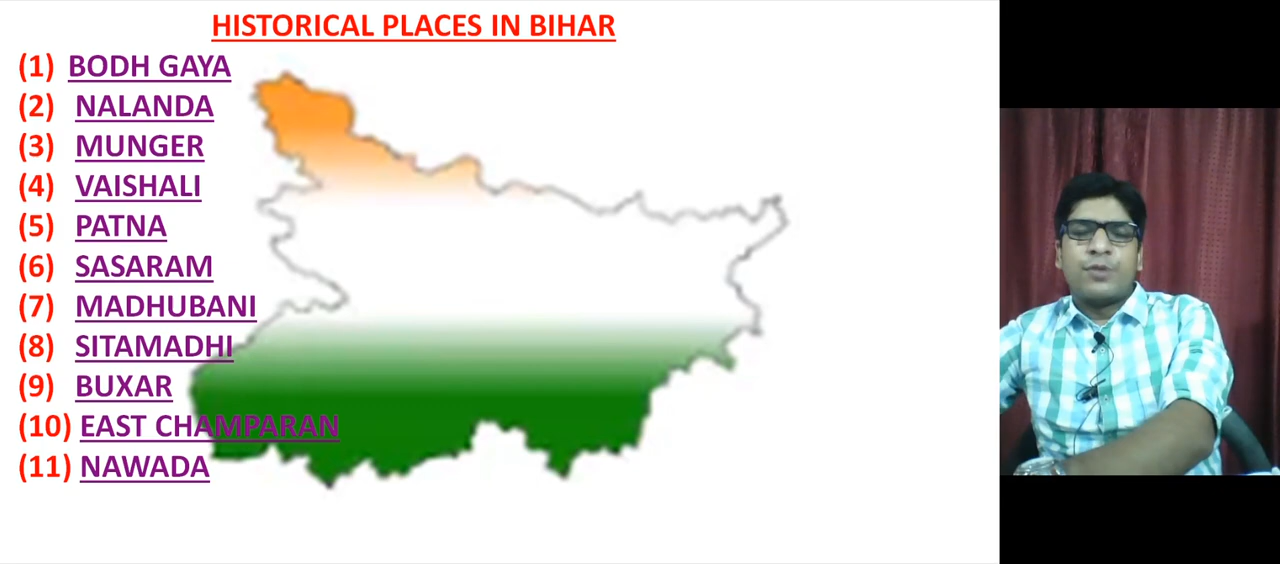 HISTORICAL PLACES IN BIHAR
(1) BODH GAYA
(2) NALANDA
(3) MUNGER
(4) VAISHALI
(5) PATNA
(6) SASARAM
(7) MADHUBANI
(8) SITAMADHI
(9) BUXAR
(10) EAST CHAMPARAN
(11) NAWADA